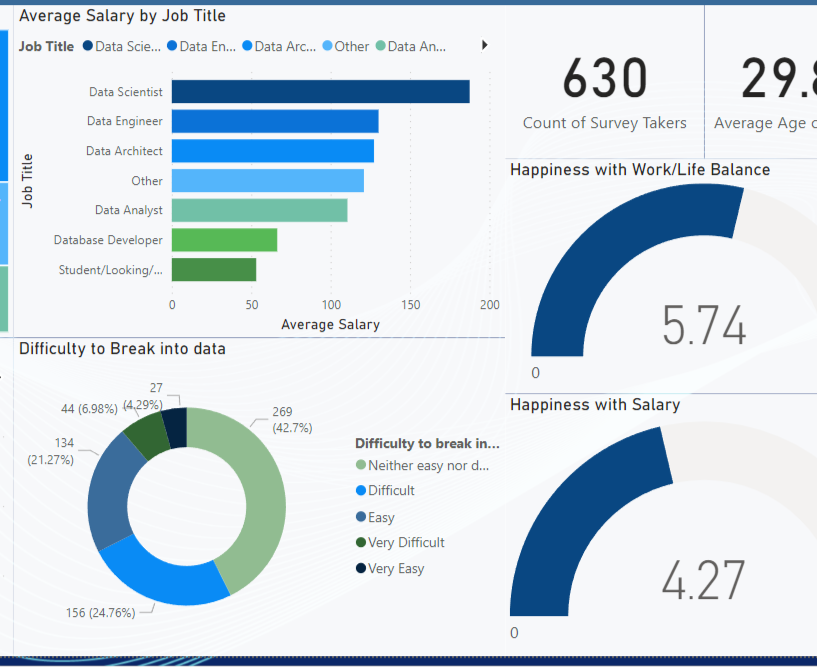 Average Salary by Job Title
Job Title Data Scie... Data En... Data Arc... Other Data An...
Job Title
Data Scientist
Data Engineer
Data Architect
Other
Data Analyst
Database Developer
Student/Looking/...
0 50 100 150 200
Average Salary
630
Count of Survey Takers
29.8
Average Age o
Happiness with Work/Life Balance
5.74
0
Difficulty to Break into data
27
(4.29%)
44 (6.98%)
269
(42.7%)
134
(21.27%)
156 (24.76%)
Difficulty to break in...
Neither easy nor d...
Difficult
Easy
Very Difficult
Very Easy
Happiness with Salary
4.27
0